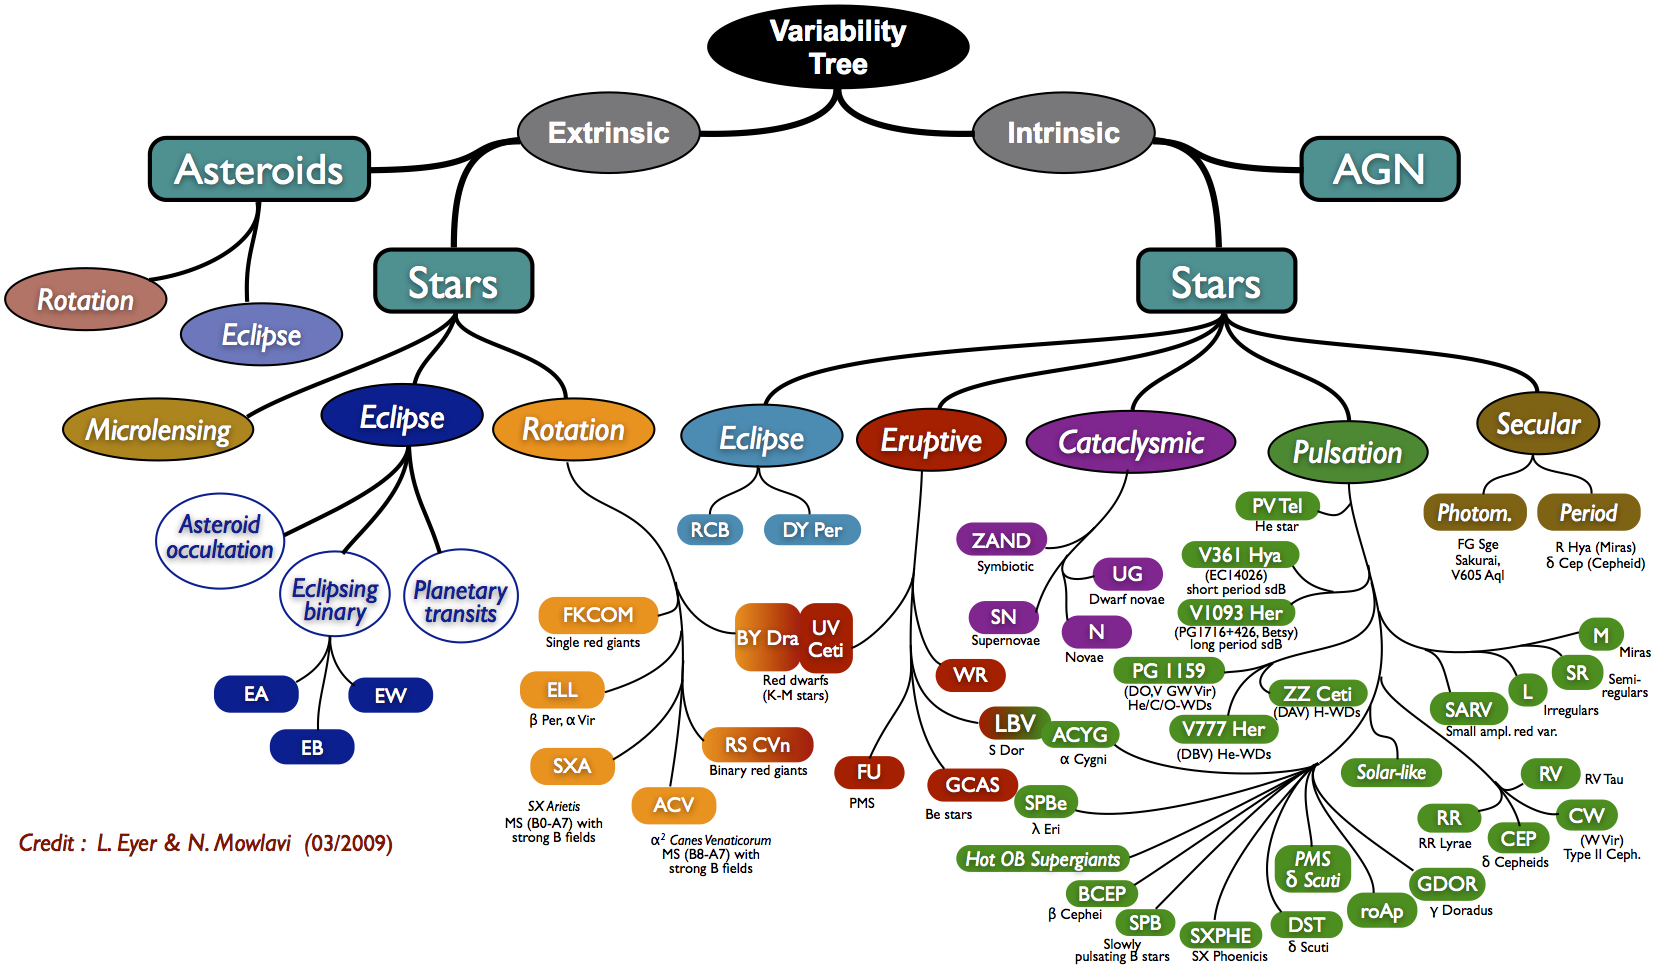 Variability
Tree
Extrinsic
Intrinsic
Asteroids
AGN
Rotation
Eclipse
Stars
Stars
Microlensing
Eclipse
Rotation
Eclipse
Eruptive
Cataclysmic
Pulsation
Secular
Asteroid
occultation
Eclipsing
binary
Planetary
transits
EA
EW
EB
FKCOM
Single red giants
ELL
β Per, α Vir
SXA
SX Arietis
MS (B0-A7) with
strong B fields
ACV
α² Canes Venaticorum
MS (B8-A7) with
strong B fields
RS CVn
Binary red giants
BY Dra
UV
Ceti
Red dwarfs
(K-M stars)
RCB
DY Per
WR
LBV
S Dor
FU
PMS
GCAS
Be stars
ZAND
Symbiotic
UG
Dwarf novae
SN
Supernovae
N
Novae
PV Tel
He star
V361 Hya
(EC14026)
short period sdB
V1093 Her
(PG1716+426, Betsy)
long period sdB
PG 1159
(DO,V GW Vir)
He/C/O-WDs
ZZ Ceti
(DAV) H-WDs
V777 Her
(DBV) He-WDs
ACYG
α Cygni
SPBe
λ Eri
Hot OB Supergiants
BCEP
β Cephei
SPB
Slowly
pulsating B stars
SXPHE
SX Phoenicis
DST
δ Scuti
PMS
δ Scuti
roAp
GDOR
γ Doradus
Solar-like
M
Miras
SR
Semi-
regulars
L
Irregulars
SARV
Small ampl. red var.
RV
RV Tau
CW
(W Vir)
Type II Ceph.
RR
RR Lyrae
CEP
δ Cepheids
Photom.
FG Sge
Sakurai,
V605 Aql
Period
R Hya (Miras)
δ Cep (Cepheid)
Credit : L. Eyer & N. Mowlavi (03/2009)